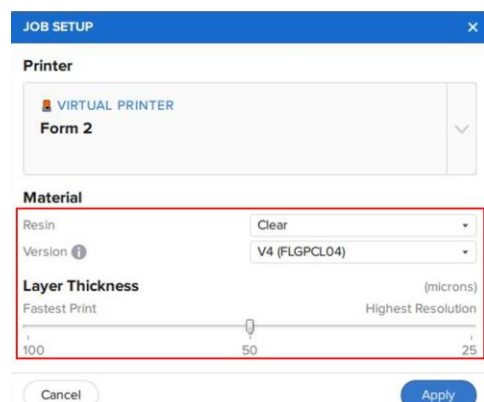 JOB SETUP ×
Printer
VIRTUAL PRINTER
Form 2
Material
Resin Clear
Version i V4 (FLGPCL04)
Layer Thickness (microns)
Fastest Print Highest Resolution
100 50 25
Cancel Apply